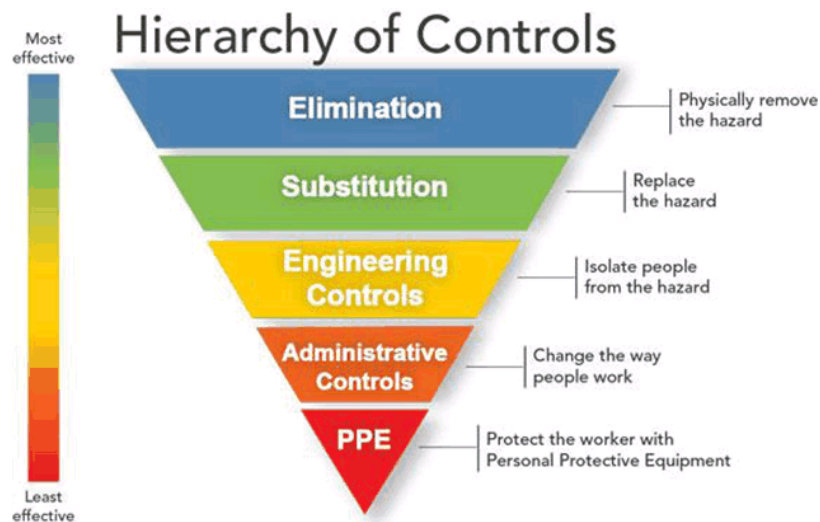 Hierarchy of Controls
Most
effective
Elimination
Physically remove
the hazard
Substitution
Replace
the hazard
Engineering
Controls
Isolate people
from the hazard
Administrative
Controls
Change the way
people work
PPE
Protect the worker with
Personal Protective Equipment
Least
effective